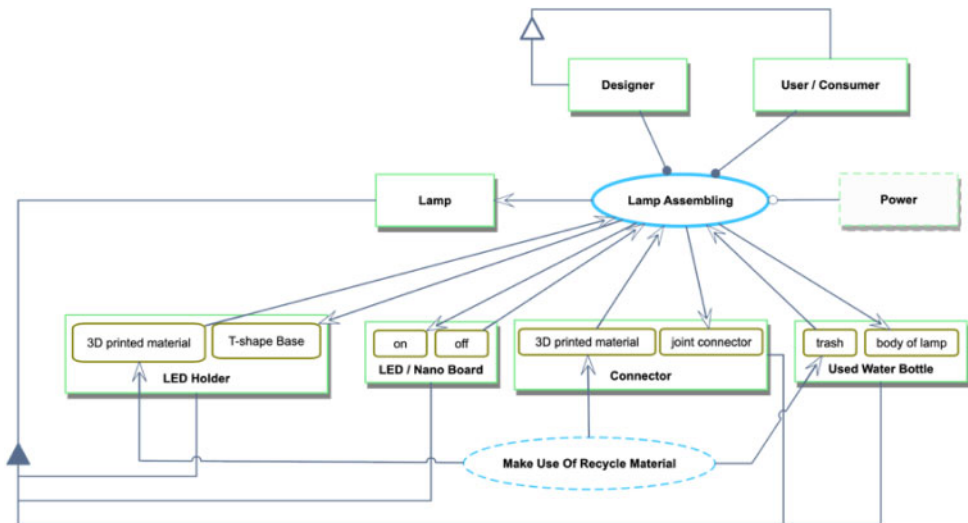 Designer
User / Consumer
Lamp
Lamp Assembling
Power
3D printed material
T-shape Base
LED Holder
on
off
LED / Nano Board
3D printed material
joint connector
Connector
trash
body of lamp
Used Water Bottle
Make Use Of Recycle Material